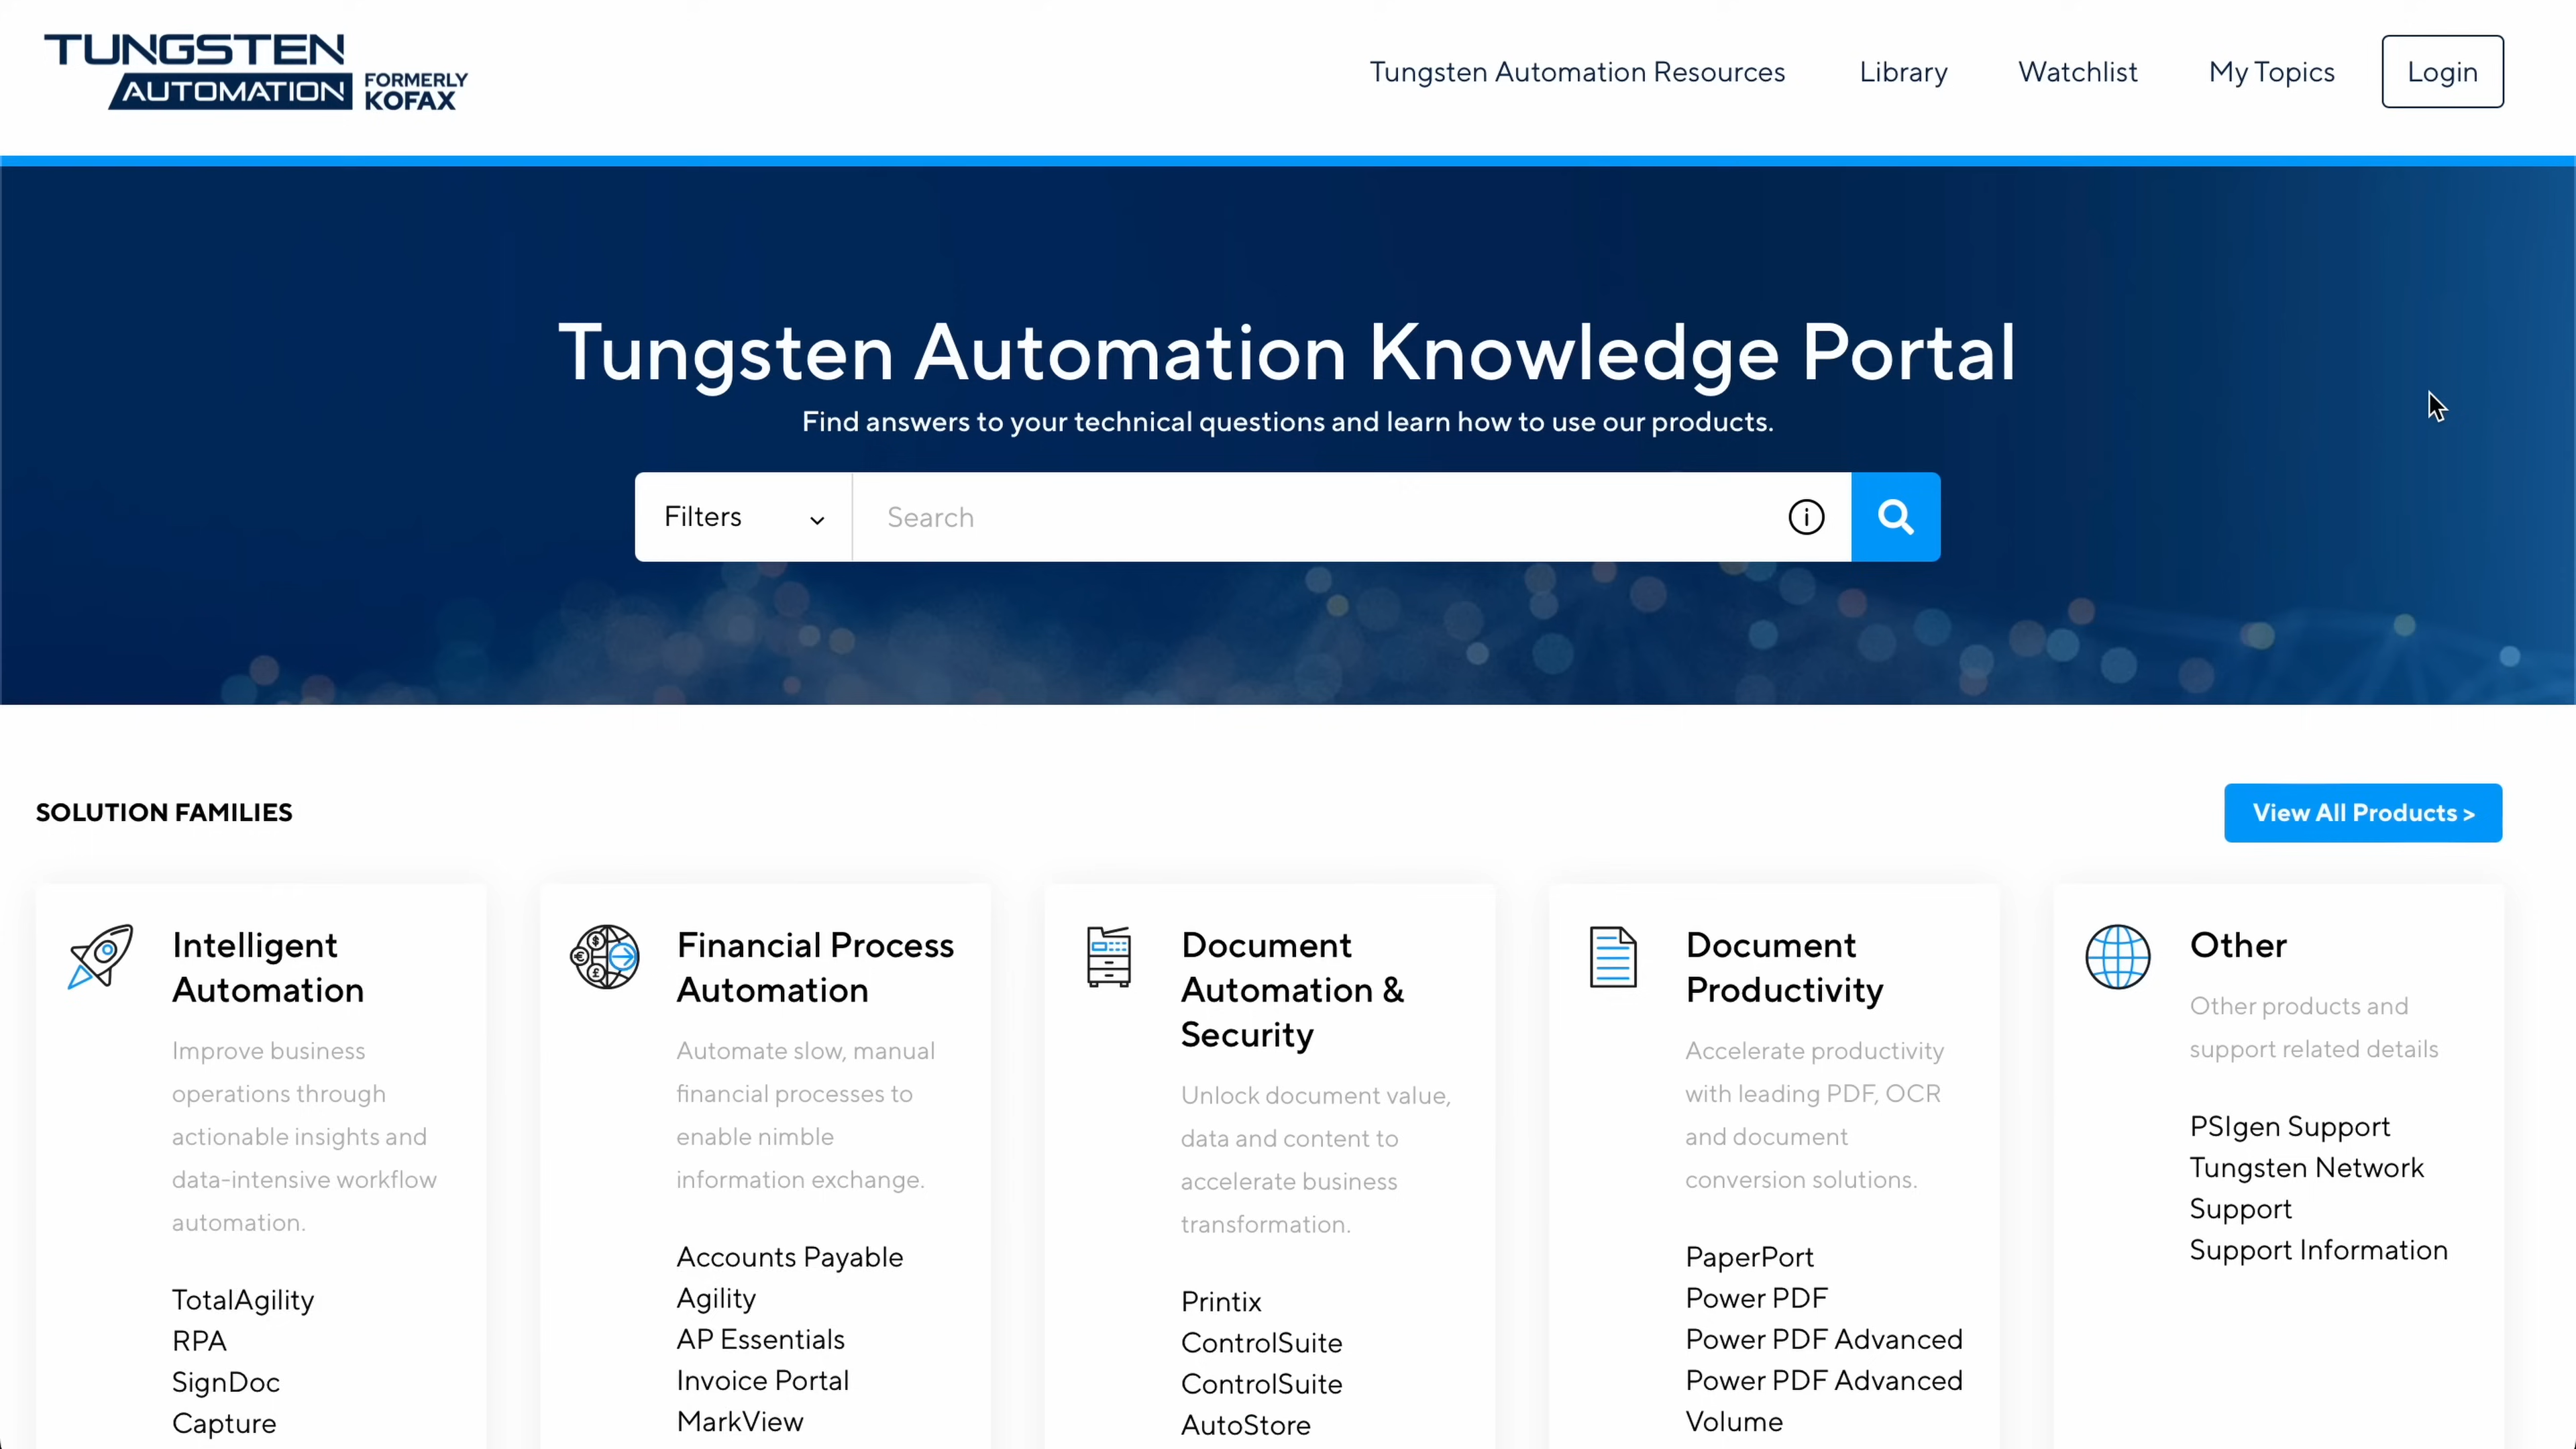 TUNGSTEN
AUTOMATION
FORMERLY
KOFAX
Tungsten Automation Resources
Library
Watchlist
My Topics
Login
Tungsten Automation Knowledge Portal
Find answers to your technical questions and learn how to use our products.
Filters
Search
SOLUTION FAMILIES
View All Products >
Intelligent
Automation
Improve business
operations through
actionable insights and
data-intensive workflow
automation.
TotalAgility
RPA
SignDoc
Capture
Financial Process
Automation
Automate slow, manual
financial processes to
enable nimble
information exchange.
Accounts Payable
Agility
AP Essentials
Invoice Portal
MarkView
Document
Automation &
Security
Unlock document value,
data and content to
accelerate business
transformation.
Printix
ControlSuite
ControlSuite
AutoStore
Document
Productivity
Accelerate productivity
with leading PDF, OCR
and document
conversion solutions.
PaperPort
Power PDF
Power PDF Advanced
Power PDF Advanced
Volume
Other
Other products and
support related details
PSIgen Support
Tungsten Network
Support
Support Information